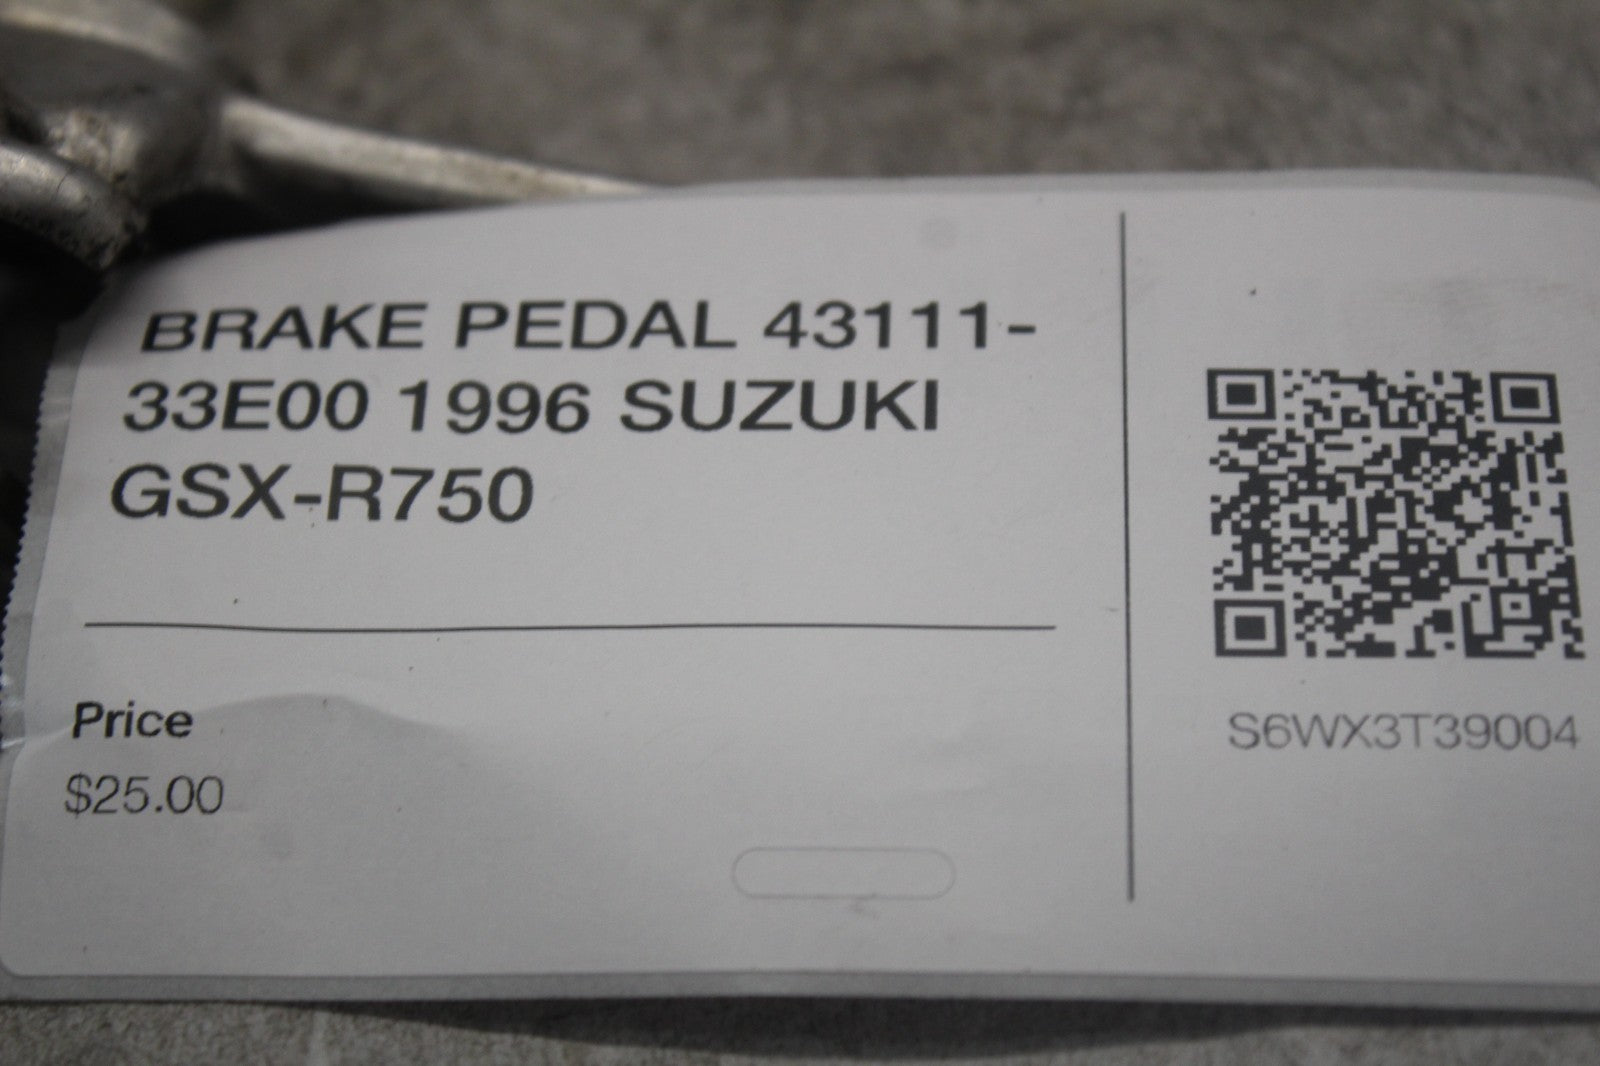 BRAKE PEDAL 43111-
33E00 1996 SUZUKI
GSX-R750
Price
$25.00
S6WX3T39004